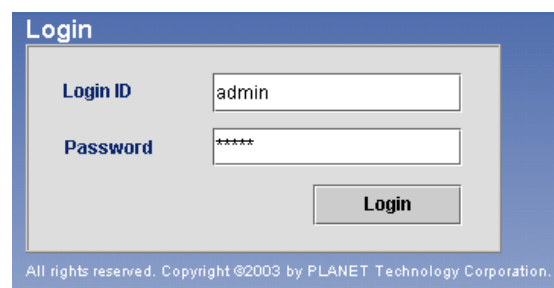 Login
Login ID admin
Password *****
Login
All rights reserved. Copyright ©2003 by PLANET Technology Corporation.